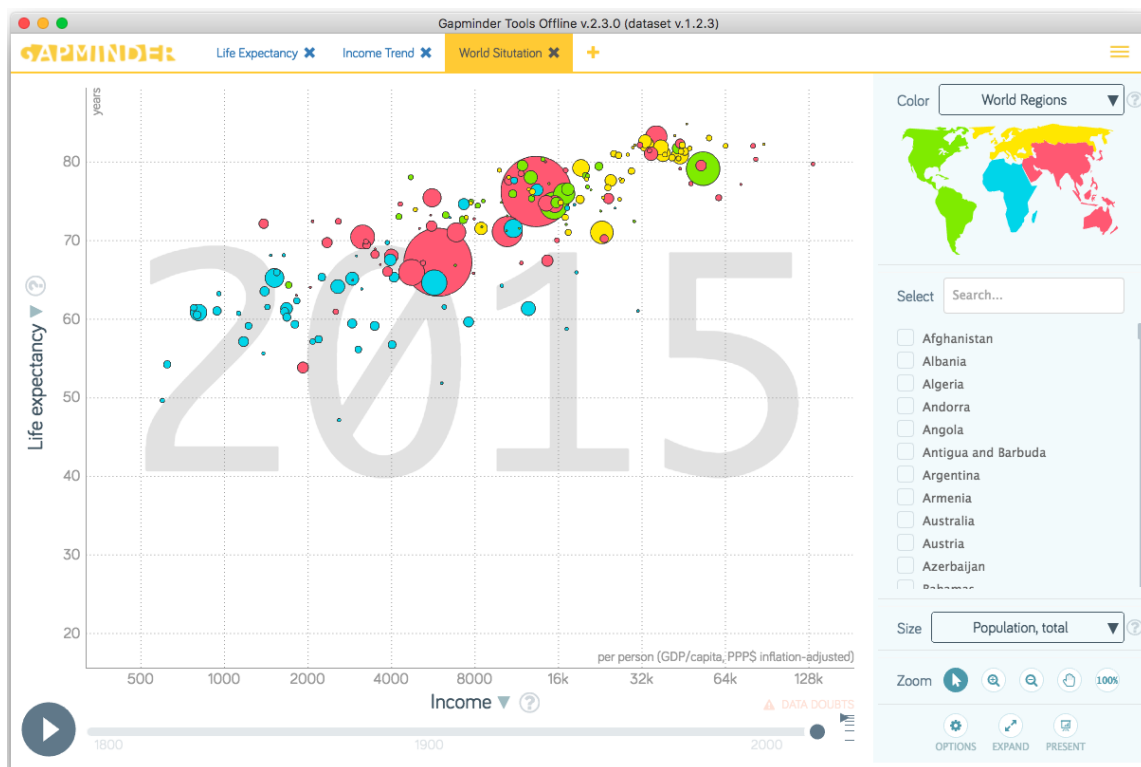 Gapminder Tools Offline v.2.3.0 (dataset v.1.2.3)
GAPMINDER
Life Expectancy ✖
Income Trend ✖
World Situtation ✖
+
Color
World Regions ▼
?
years
80
70
60
50
40
30
20
Life expectancy ▼ ?
2015
Select
Search...
Afghanistan
Albania
Algeria
Andorra
Angola
Antigua and Barbuda
Argentina
Armenia
Australia
Austria
Azerbaijan
Bahamas
Size
Population, total ▼
?
per person (GDP/capita, PPP$ inflation-adjusted)
500 1000 2000 4000 8000 16k 32k 64k 128k
Income ▼ ?
DATA DOUBTS
Zoom
100%
1800 1900 2000
OPTIONS EXPAND PRESENT